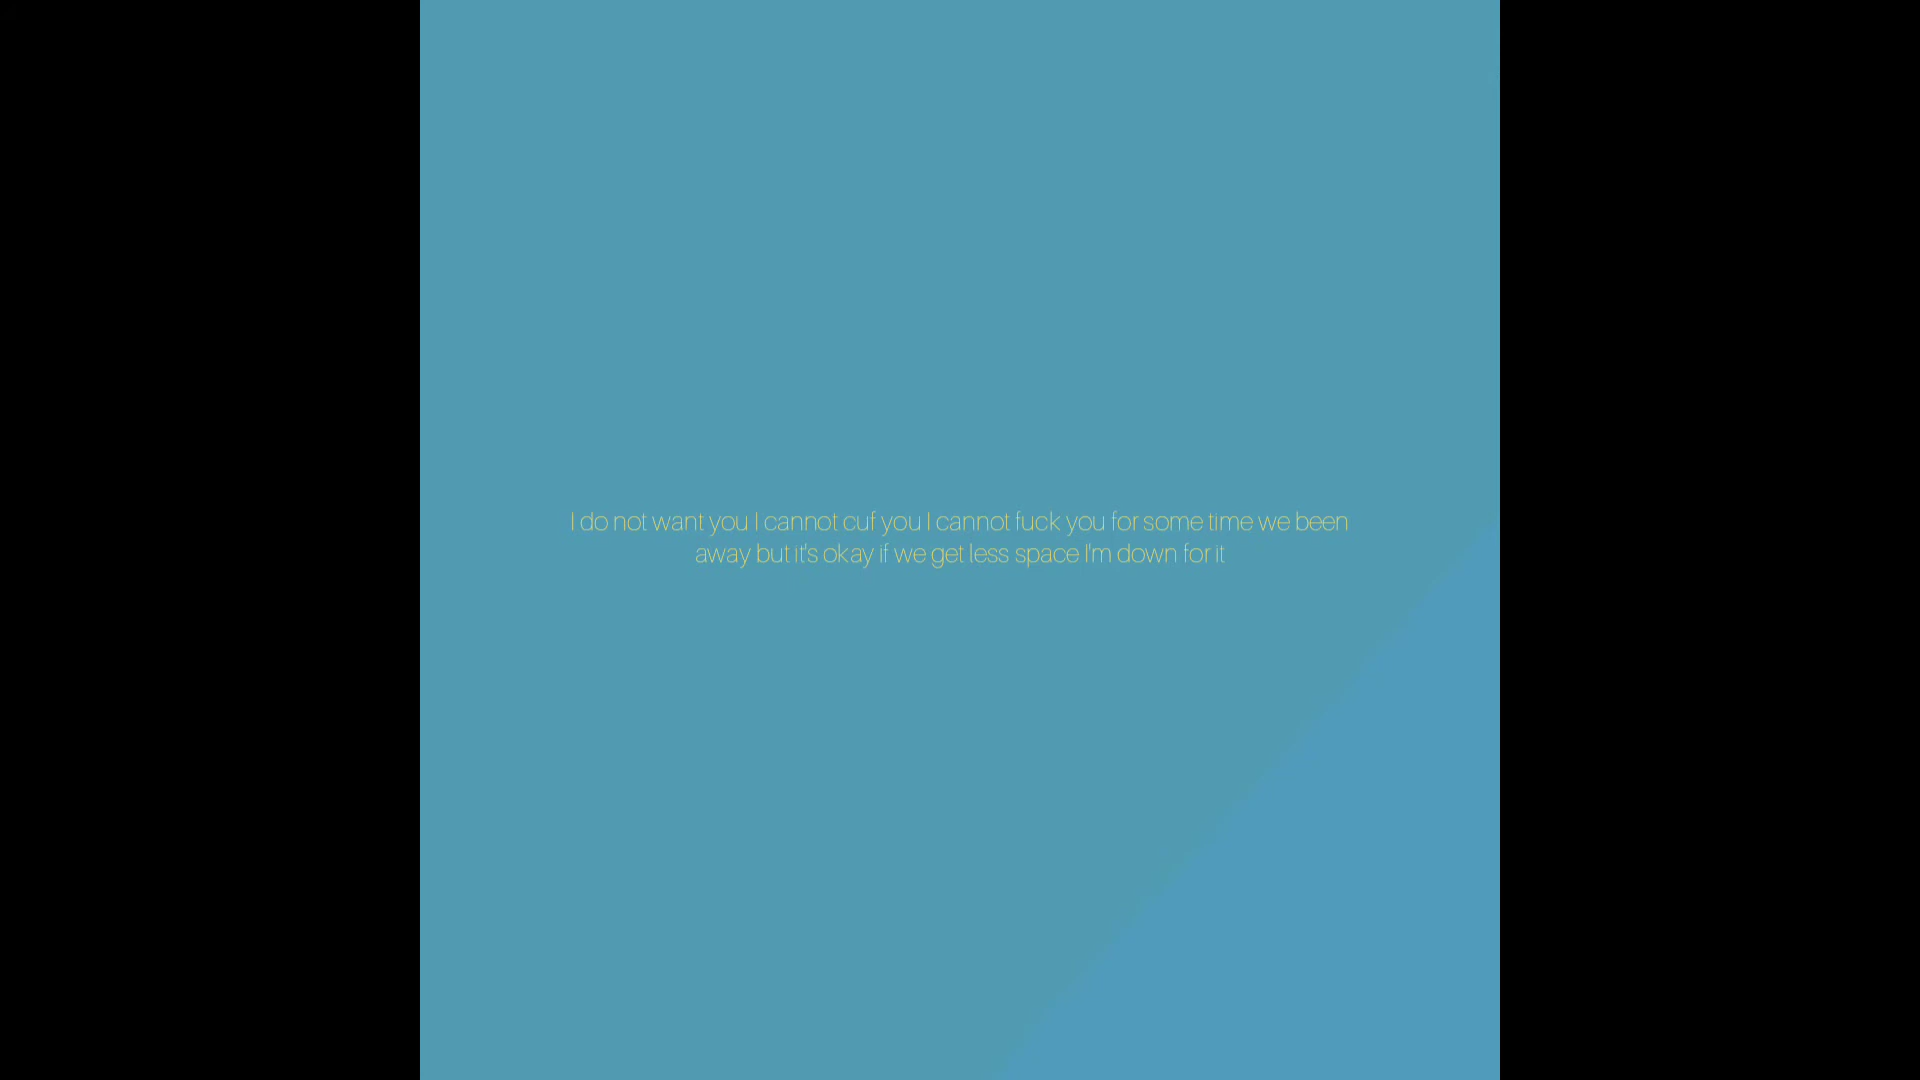 I do not want you I cannot cuf you I cannot fuck you for some time we been
away but it's okay if we get less space I'm down for it